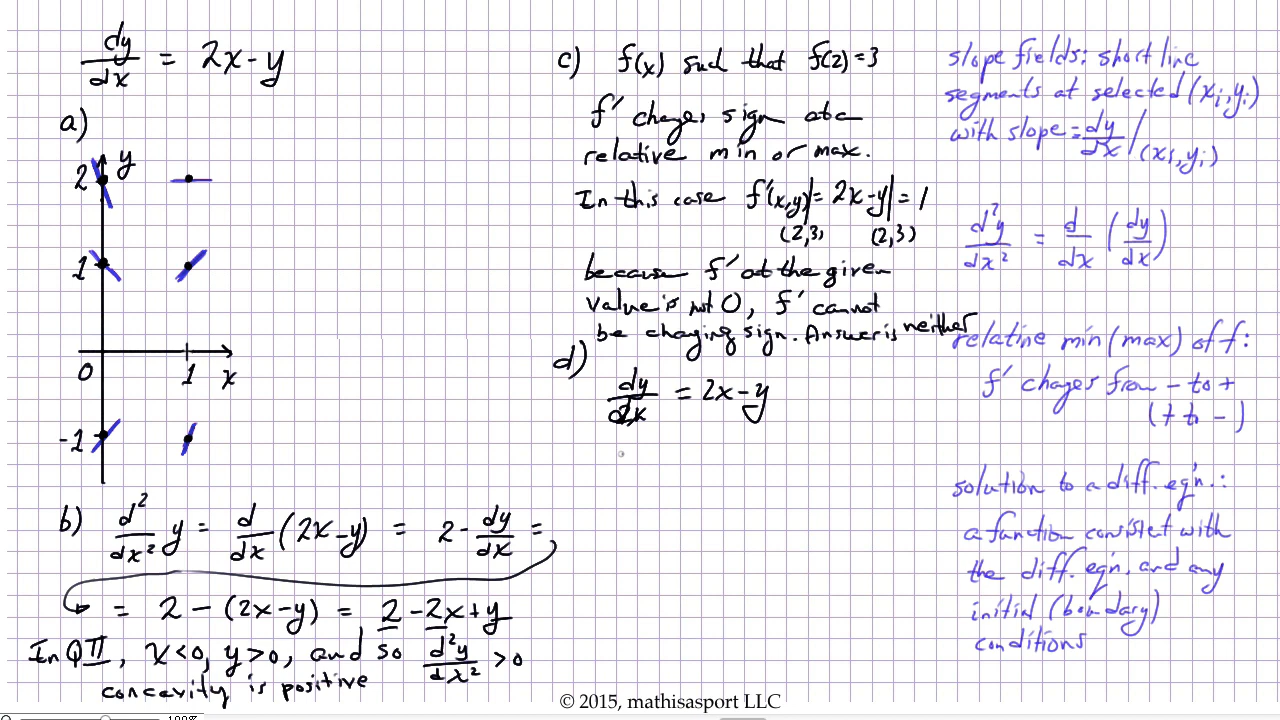 dy/dx = 2x - y
a)
2 y
1
0 1 x
-1
b) d²/dx² y = d/dx (2x-y) = 2 - dy/dx =
= 2 - (2x-y) = 2 - 2x + y
In QII, x<0, y>0, and so d²y/dx² > 0
concavity is positive
c) f(x) such that f(2)=3
f' changes sign at a
relative min or max.
In this case f'(x,y)|(2,3) = 2x-y|(2,3) = 1
because f' at the given
value is not 0, f' cannot
be changing sign. Answer is neither
d)
dy/dx = 2x - y
slope fields: short line
segments at selected (xi, yi)
with slope = dy/dx |(xi, yi)
d²y/dx² = d/dx (dy/dx)
relative min (max) of f:
f' changes from - to +
(+ to -)
solution to a diff. eq'n.:
a function consistent with
the diff. eq'n. and any
initial (boundary)
conditions
© 2015, mathisasport LLC
100%